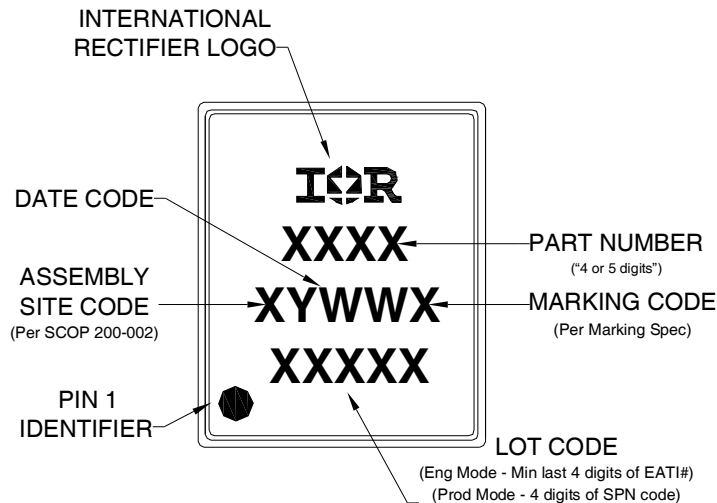 INTERNATIONAL
RECTIFIER LOGO
IOR
DATE CODE
XXXX
PART NUMBER
(“4 or 5 digits”)
ASSEMBLY
SITE CODE
(Per SCOP 200-002)
XYWWX
MARKING CODE
(Per Marking Spec)
XXXXX
PIN 1
IDENTIFIER
LOT CODE
(Eng Mode - Min last 4 digits of EATI#)
(Prod Mode - 4 digits of SPN code)